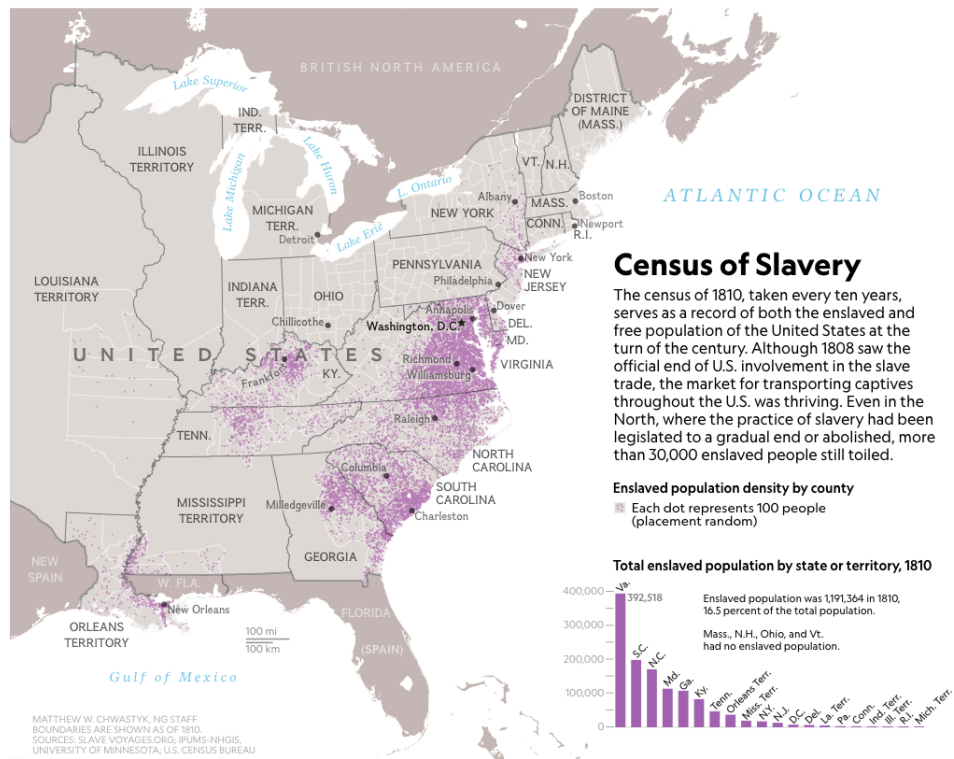 BRITISH NORTH AMERICA
Lake Superior
DISTRICT
OF MAINE
(MASS.)
IND.
TERR.
ILLINOIS
TERRITORY
Lake Michigan
Lake Huron
VT.
N.H.
L. Ontario
Albany
MASS.
Boston
ATLANTIC OCEAN
MICHIGAN
TERR.
NEW YORK
CONN.
Newport
R.I.
Detroit
Lake Erie
New York
PENNSYLVANIA
NEW
JERSEY
Philadelphia
LOUISIANA
TERRITORY
INDIANA
TERR.
OHIO
Annapolis
Dover
Chillicothe
Washington, D.C.
DEL.
MD.
UNITED STATES
Richmond
VIRGINIA
Frankfort
KY.
Williamsburg
Raleigh
TENN.
NORTH
CAROLINA
Columbia
SOUTH
CAROLINA
MISSISSIPPI
TERRITORY
Milledgeville
Charleston
GEORGIA
NEW
SPAIN
W. FLA.
New Orleans
FLORIDA
(SPAIN)
ORLEANS
TERRITORY
100 mi
100 km
Gulf of Mexico
MATTHEW W. CHWASTYK, NG STAFF
BOUNDARIES ARE SHOWN AS OF 1810.
SOURCES: SLAVE VOYAGES.ORG; IPUMS-NHGIS,
UNIVERSITY OF MINNESOTA; U.S. CENSUS BUREAU
Census of Slavery
The census of 1810, taken every ten years,
serves as a record of both the enslaved and
free population of the United States at the
turn of the century. Although 1808 saw the
official end of U.S. involvement in the slave
trade, the market for transporting captives
throughout the U.S. was thriving. Even in the
North, where the practice of slavery had been
legislated to a gradual end or abolished, more
than 30,000 enslaved people still toiled.
Enslaved population density by county
Each dot represents 100 people
(placement random)
Total enslaved population by state or territory, 1810
400,000
300,000
200,000
100,000
0
392,518
Enslaved population was 1,191,364 in 1810,
16.5 percent of the total population.
Mass., N.H., Ohio, and Vt.
had no enslaved population.
Va.
S.C.
N.C.
Md.
Ga.
Ky.
Tenn.
Orleans Terr.
Miss. Terr.
N.Y.
N.J.
D.C.
Del.
La. Terr.
Pa.
Conn.
Ind. Terr.
Ill. Terr.
R.I.
Mich. Terr.